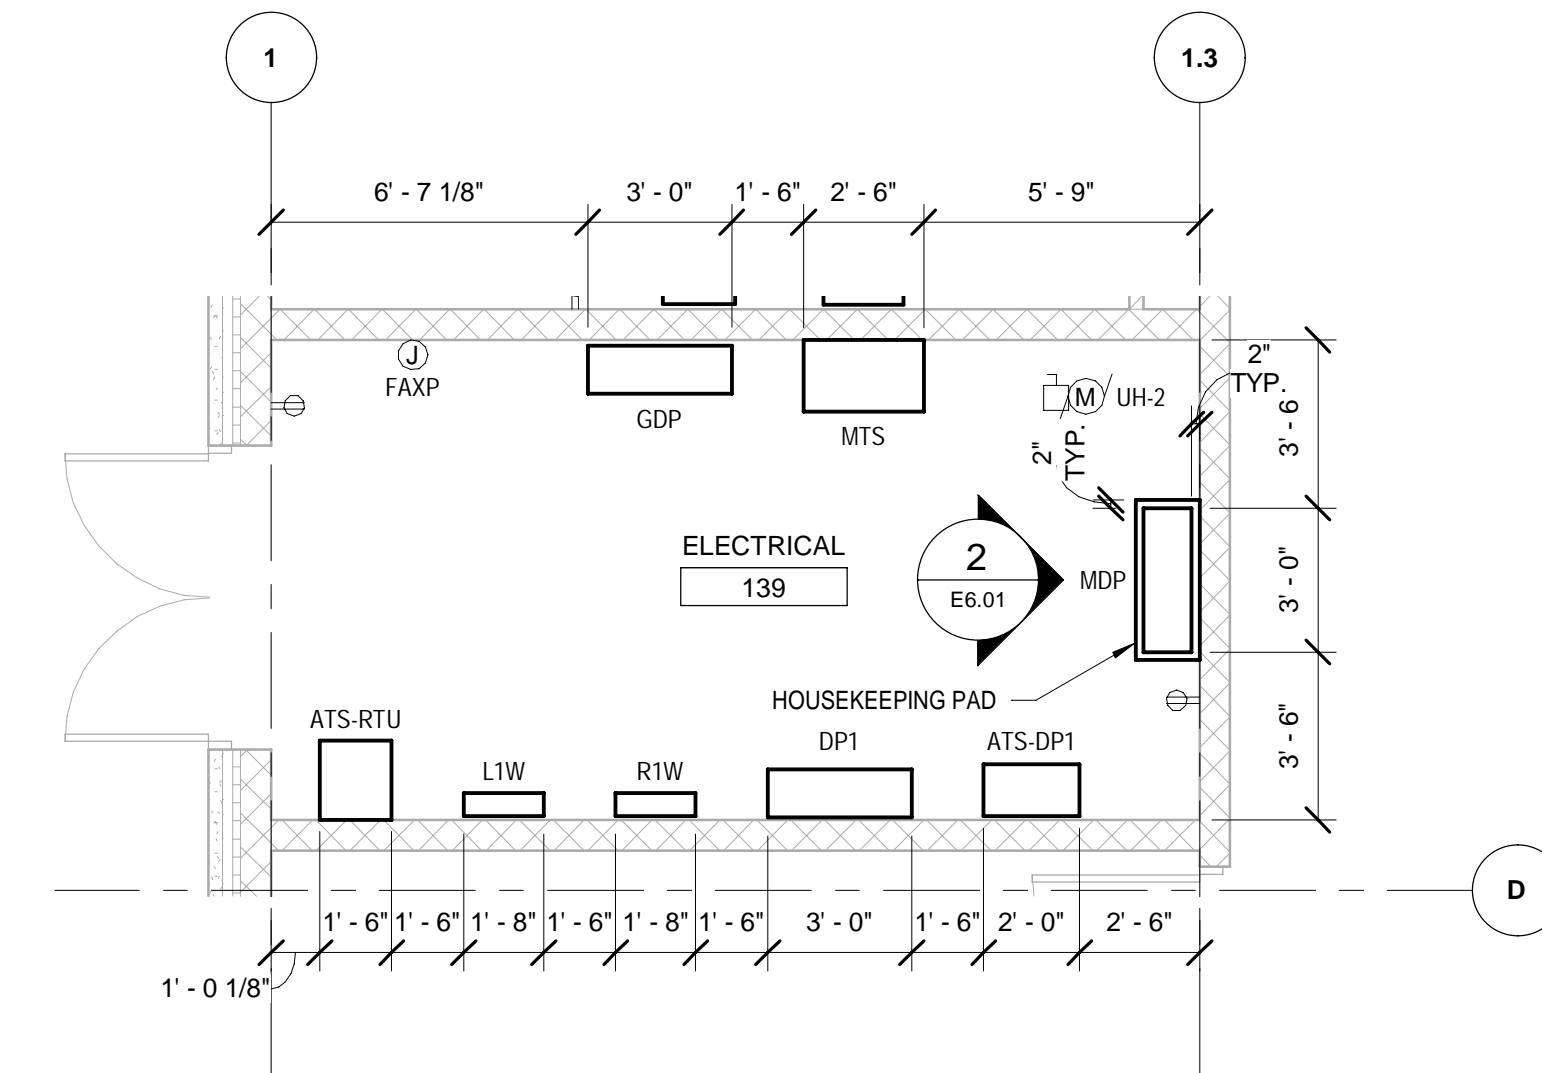 1
1.3
6' - 7 1/8"
3' - 0"
1' - 6"
2' - 6"
5' - 9"
J
FAXP
GDP
MTS
M
UH-2
2"
TYP.
2"
TYP.
3' - 6
ELECTRICAL
139
2
E6.01
MDP
3' - 0"
HOUSEKEEPING PAD
3' - 6"
ATS-RTU
L1W
R1W
DP1
ATS-DP1
D
1' - 6"
1' - 6"
1' - 8"
1' - 6"
1' - 8"
1' - 6"
3' - 0"
1' - 6"
2' - 0"
2' - 6"
1' - 0 1/8"